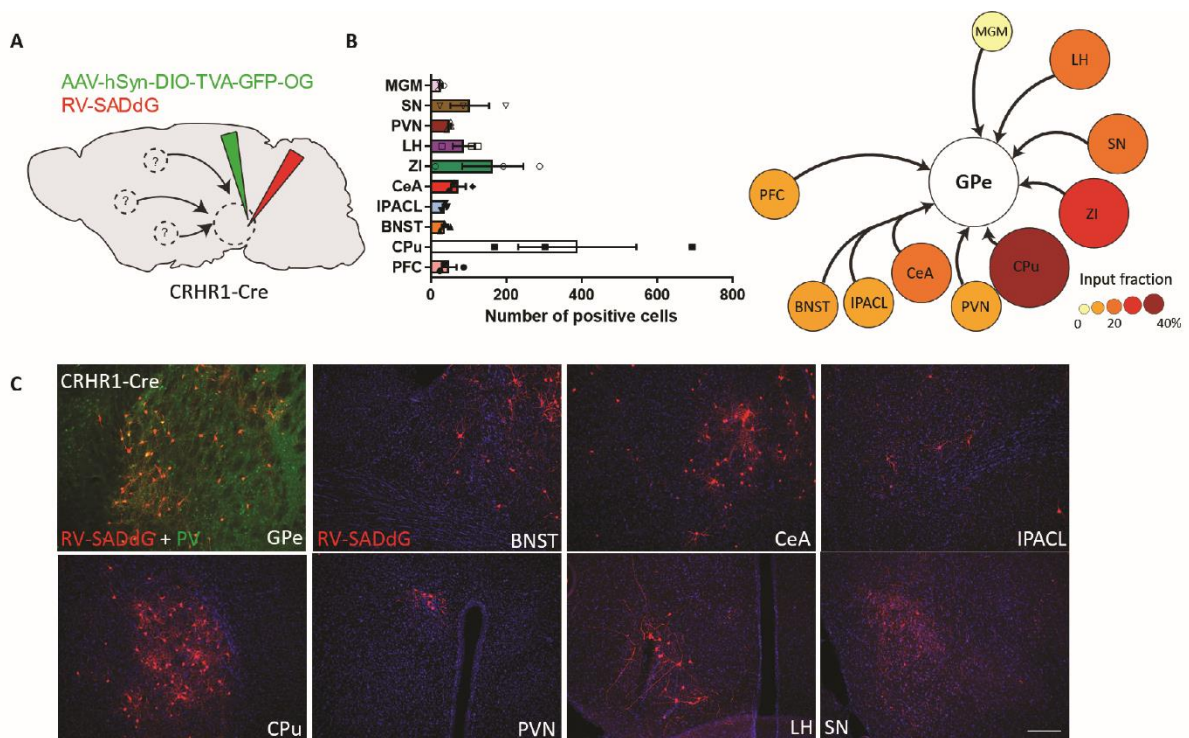 A
AAV-hSyn-DIO-TVA-GFP-OG
RV-SADdG
?
?
?
CRHR1-Cre
B
MGM
SN
PVN
LH
ZI
CeA
IPACL
BNST
CPu
PFC
0
200
400
600
800
Number of positive cells
MGM
LH
SN
PFC
GPe
ZI
CeA
CPu
BNST
IPACL
PVN
Input fraction
0
20
40%
C
CRHR1-Cre
RV-SADdG + PV
GPe
RV-SADdG
BNST
CeA
IPACL
CPu
PVN
LH
SN